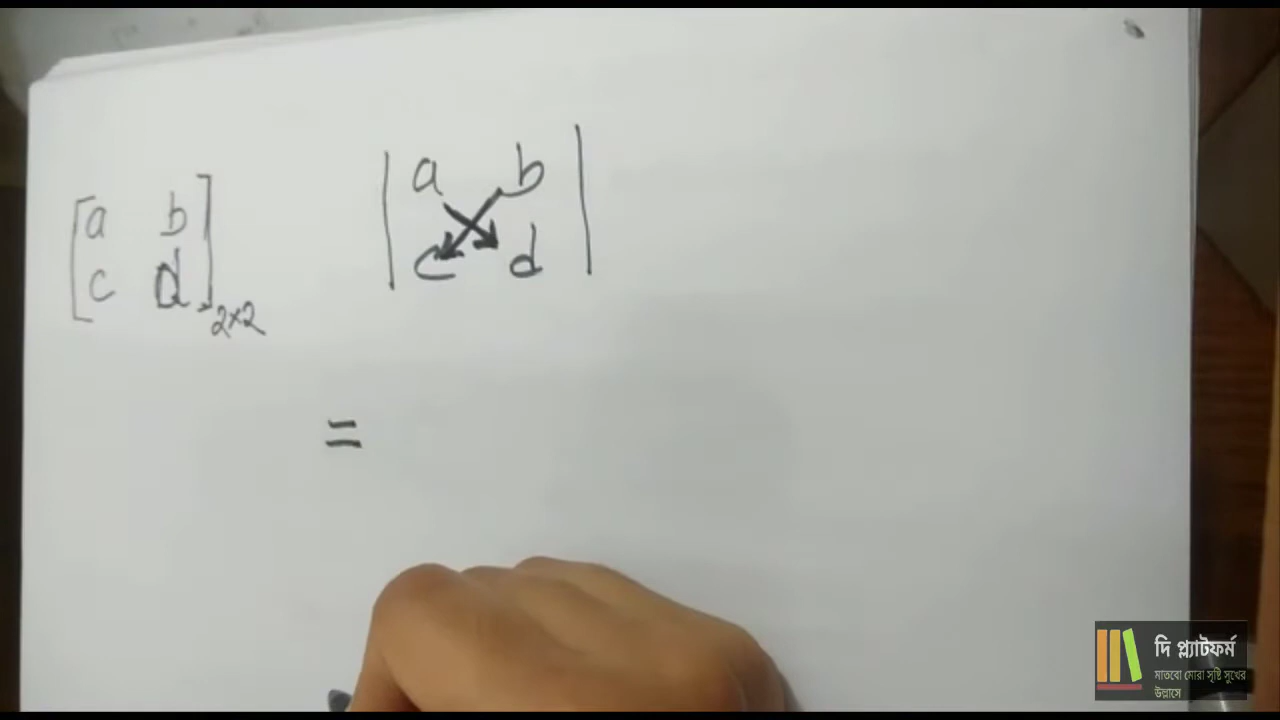 [a b
c d]2×2
|a b
c d|
=
দি প্ল্যাটফর্ম
মাতবো মোরা সৃষ্টি সুখের
উল্লাসে